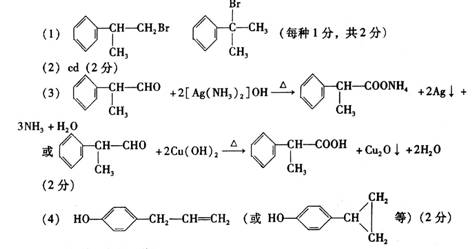 (1) CH—CH₂Br CH₃ Br C—CH₃ CH₃ (每种1分,共2分)
(2) cd (2分)
(3) CH—CHO CH₃ +2[Ag(NH₃)₂]OH △ CH—COONH₄ CH₃ +2Ag↓+
3NH₃+H₂O
或 CH—CHO CH₃ +2Cu(OH)₂ △ CH—COOH CH₃ +Cu₂O↓+2H₂O
(2分)
(4) HO CH₂—CH=CH₂ (或 HO CH CH₂ CH₂ 等)(2分)